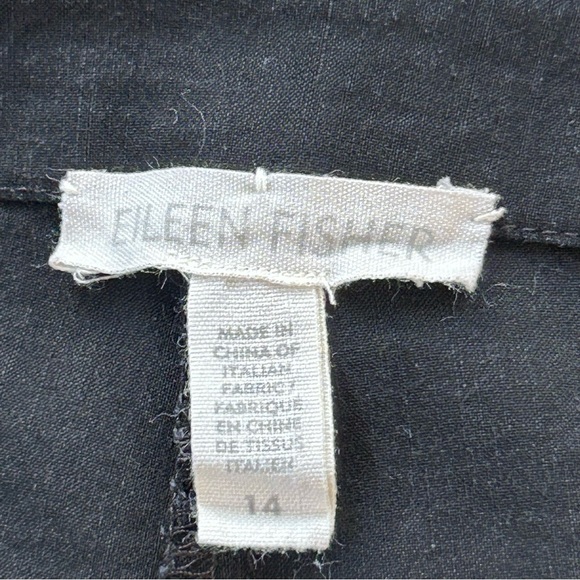 EILEEN FISHER
MADE IN
CHINA OF
ITALIAN
FABRIC /
FABRIQUÉ
EN CHINE
DE TISSUS
ITALIEN
14